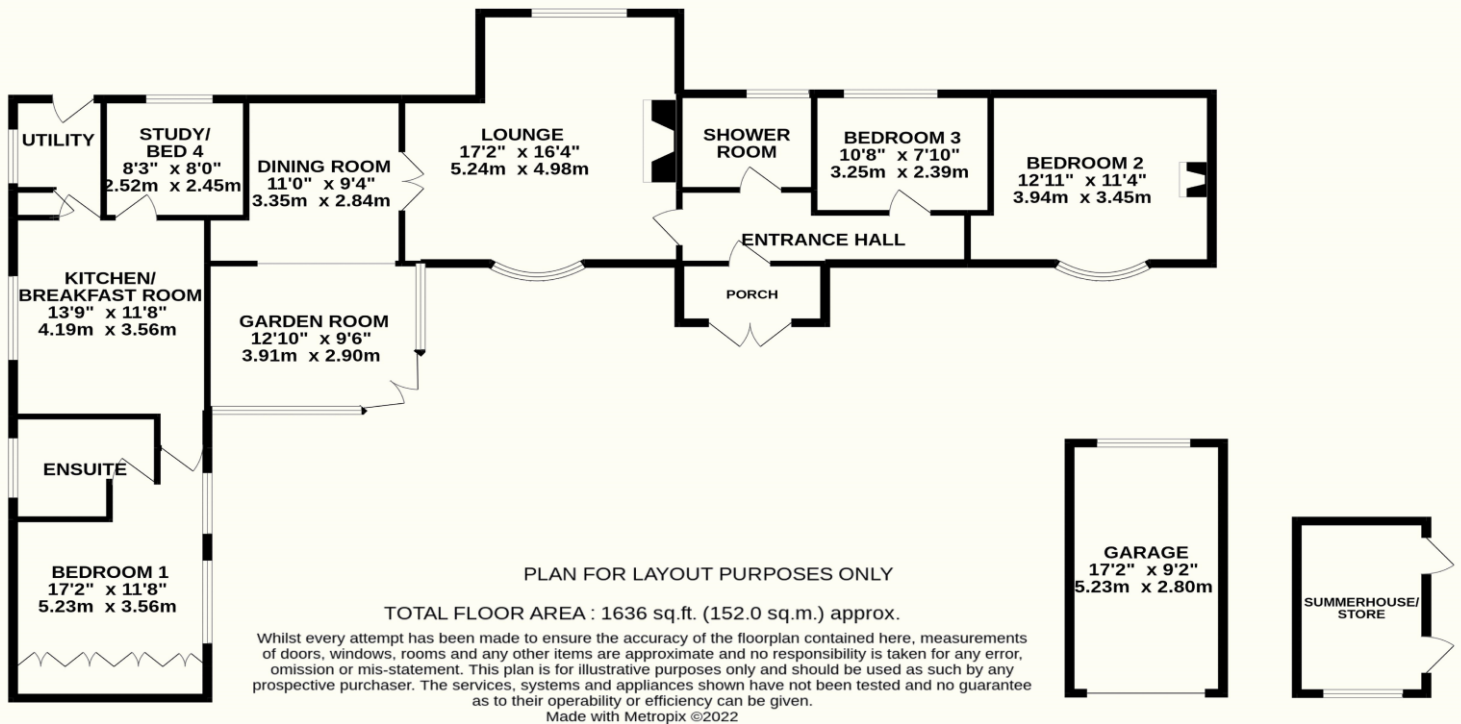 UTILITY
STUDY/
BED 4
8'3" x 8'0"
2.52m x 2.45m
DINING ROOM
11'0" x 9'4"
3.35m x 2.84m
LOUNGE
17'2" x 16'4"
5.24m x 4.98m
SHOWER
ROOM
BEDROOM 3
10'8" x 7'10"
3.25m x 2.39m
BEDROOM 2
12'11" x 11'4"
3.94m x 3.45m
ENTRANCE HALL
PORCH
KITCHEN/
BREAKFAST ROOM
13'9" x 11'8"
4.19m x 3.56m
GARDEN ROOM
12'10" x 9'6"
3.91m x 2.90m
ENSUITE
BEDROOM 1
17'2" x 11'8"
5.23m x 3.56m
GARAGE
17'2" x 9'2"
5.23m x 2.80m
SUMMERHOUSE/
STORE
PLAN FOR LAYOUT PURPOSES ONLY
TOTAL FLOOR AREA : 1636 sq.ft. (152.0 sq.m.) approx.
Whilst every attempt has been made to ensure the accuracy of the floorplan contained here, measurements
of doors, windows, rooms and any other items are approximate and no responsibility is taken for any error,
omission or mis-statement. This plan is for illustrative purposes only and should be used as such by any
prospective purchaser. The services, systems and appliances shown have not been tested and no guarantee
as to their operability or efficiency can be given.
Made with Metropix ©2022